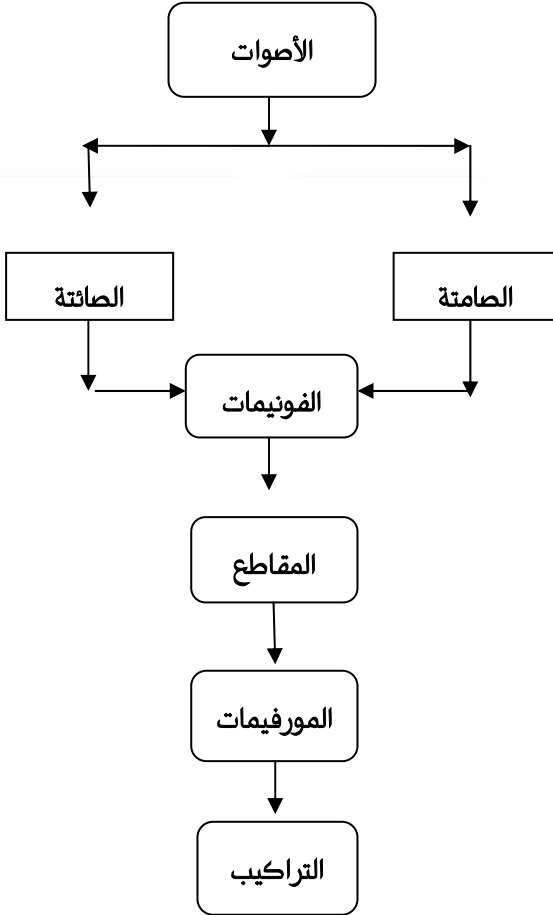 الأصوات
الصامتة
الصائتة
الفونيمات
المقاطع
المورفيمات
التراكيب